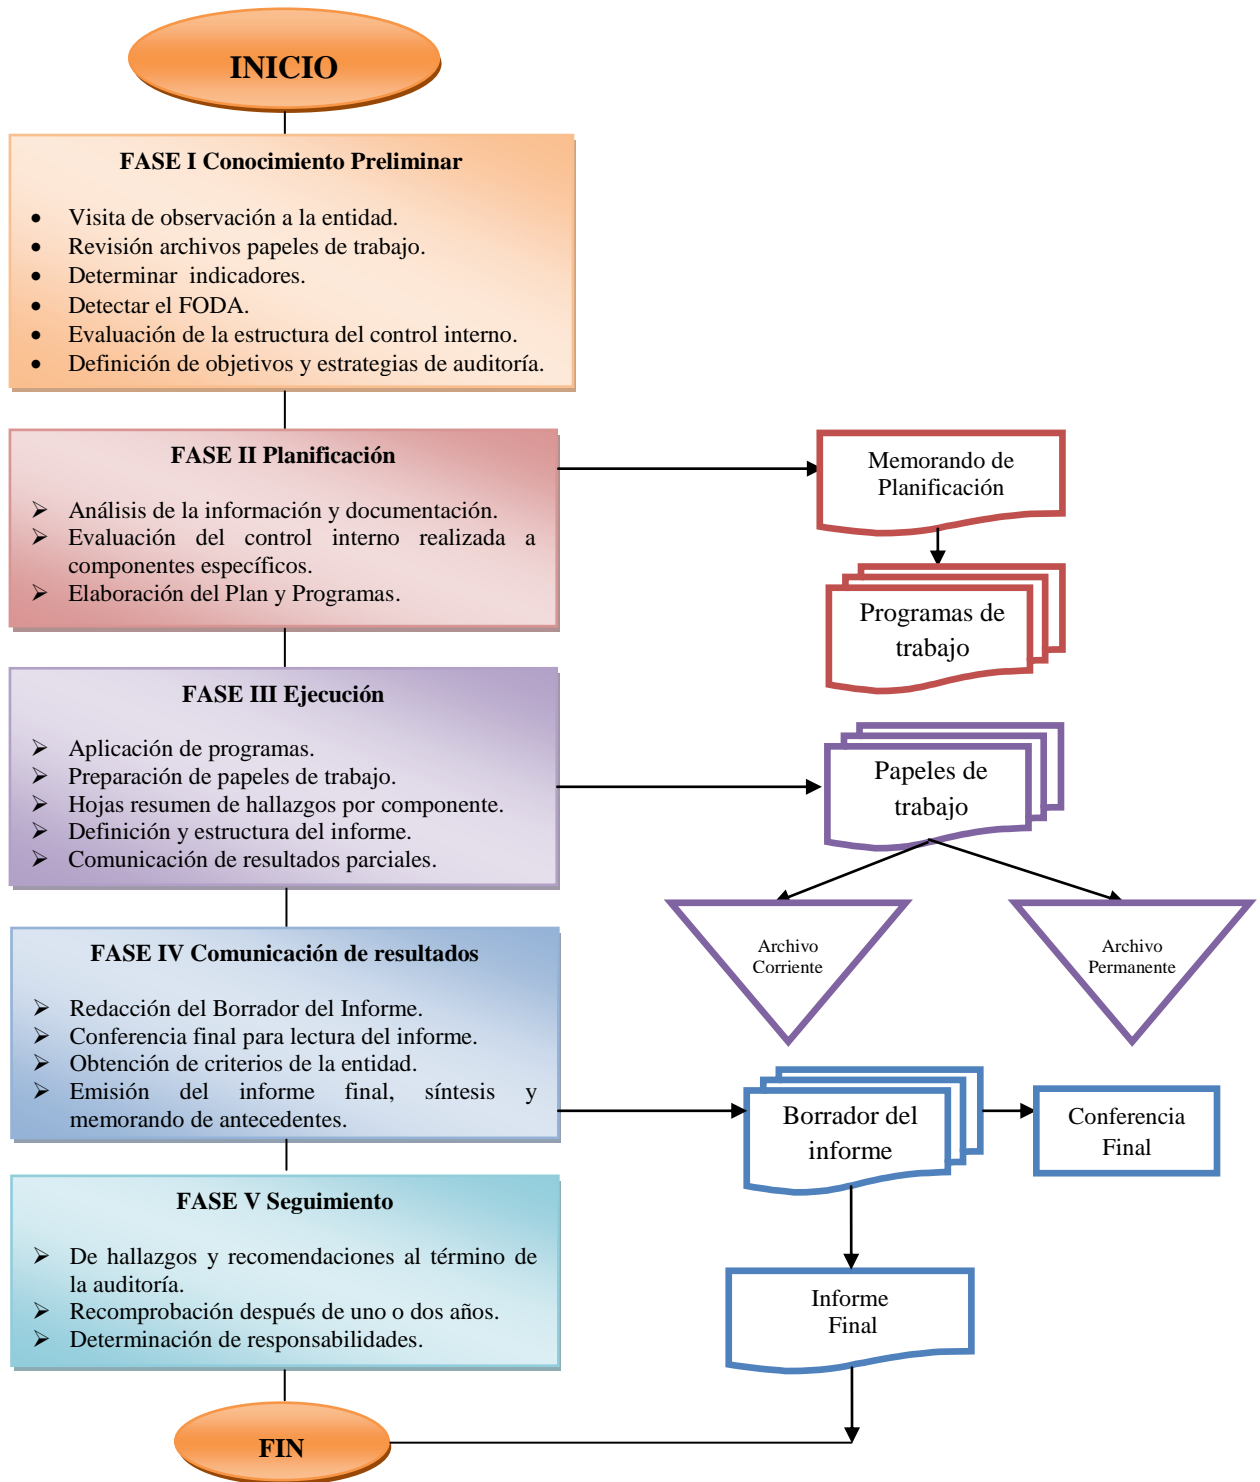 INICIO
FASE I Conocimiento Preliminar
• Visita de observación a la entidad.
• Revisión archivos papeles de trabajo.
• Determinar indicadores.
• Detectar el FODA.
• Evaluación de la estructura del control interno.
• Definición de objetivos y estrategias de auditoría.
FASE II Planificación
➢ Análisis de la información y documentación.
➢ Evaluación del control interno realizada a
componentes específicos.
➢ Elaboración del Plan y Programas.
Memorando de
Planificación
Programas de
trabajo
FASE III Ejecución
➢ Aplicación de programas.
➢ Preparación de papeles de trabajo.
➢ Hojas resumen de hallazgos por componente.
➢ Definición y estructura del informe.
➢ Comunicación de resultados parciales.
Papeles de
trabajo
Archivo
Corriente
Archivo
Permanente
FASE IV Comunicación de resultados
➢ Redacción del Borrador del Informe.
➢ Conferencia final para lectura del informe.
➢ Obtención de criterios de la entidad.
➢ Emisión del informe final, síntesis y
memorando de antecedentes.
Borrador del
informe
Conferencia
Final
FASE V Seguimiento
➢ De hallazgos y recomendaciones al término de
la auditoría.
➢ Recomprobación después de uno o dos años.
➢ Determinación de responsabilidades.
Informe
Final
FIN